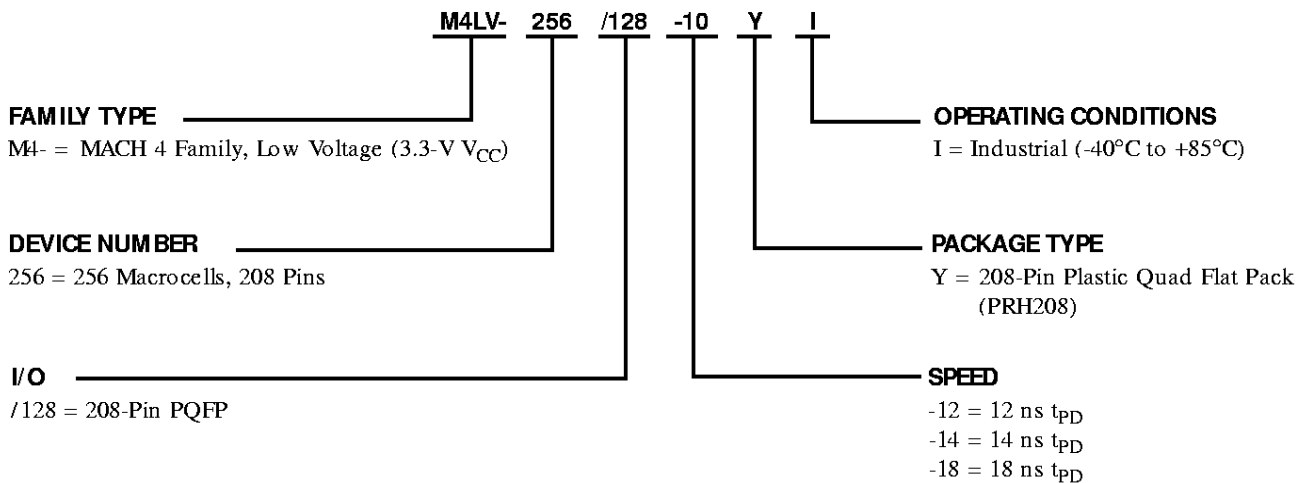 M4LV- 256 /128 -10 Y I
FAMILY TYPE
M4- = MACH 4 Family, Low Voltage (3.3-V VCC)
OPERATING CONDITIONS
I = Industrial (-40°C to +85°C)
DEVICE NUMBER
256 = 256 Macrocells, 208 Pins
PACKAGE TYPE
Y = 208-Pin Plastic Quad Flat Pack
(PRH208)
I/O
/128 = 208-Pin PQFP
SPEED
-12 = 12 ns tPD
-14 = 14 ns tPD
-18 = 18 ns tPD